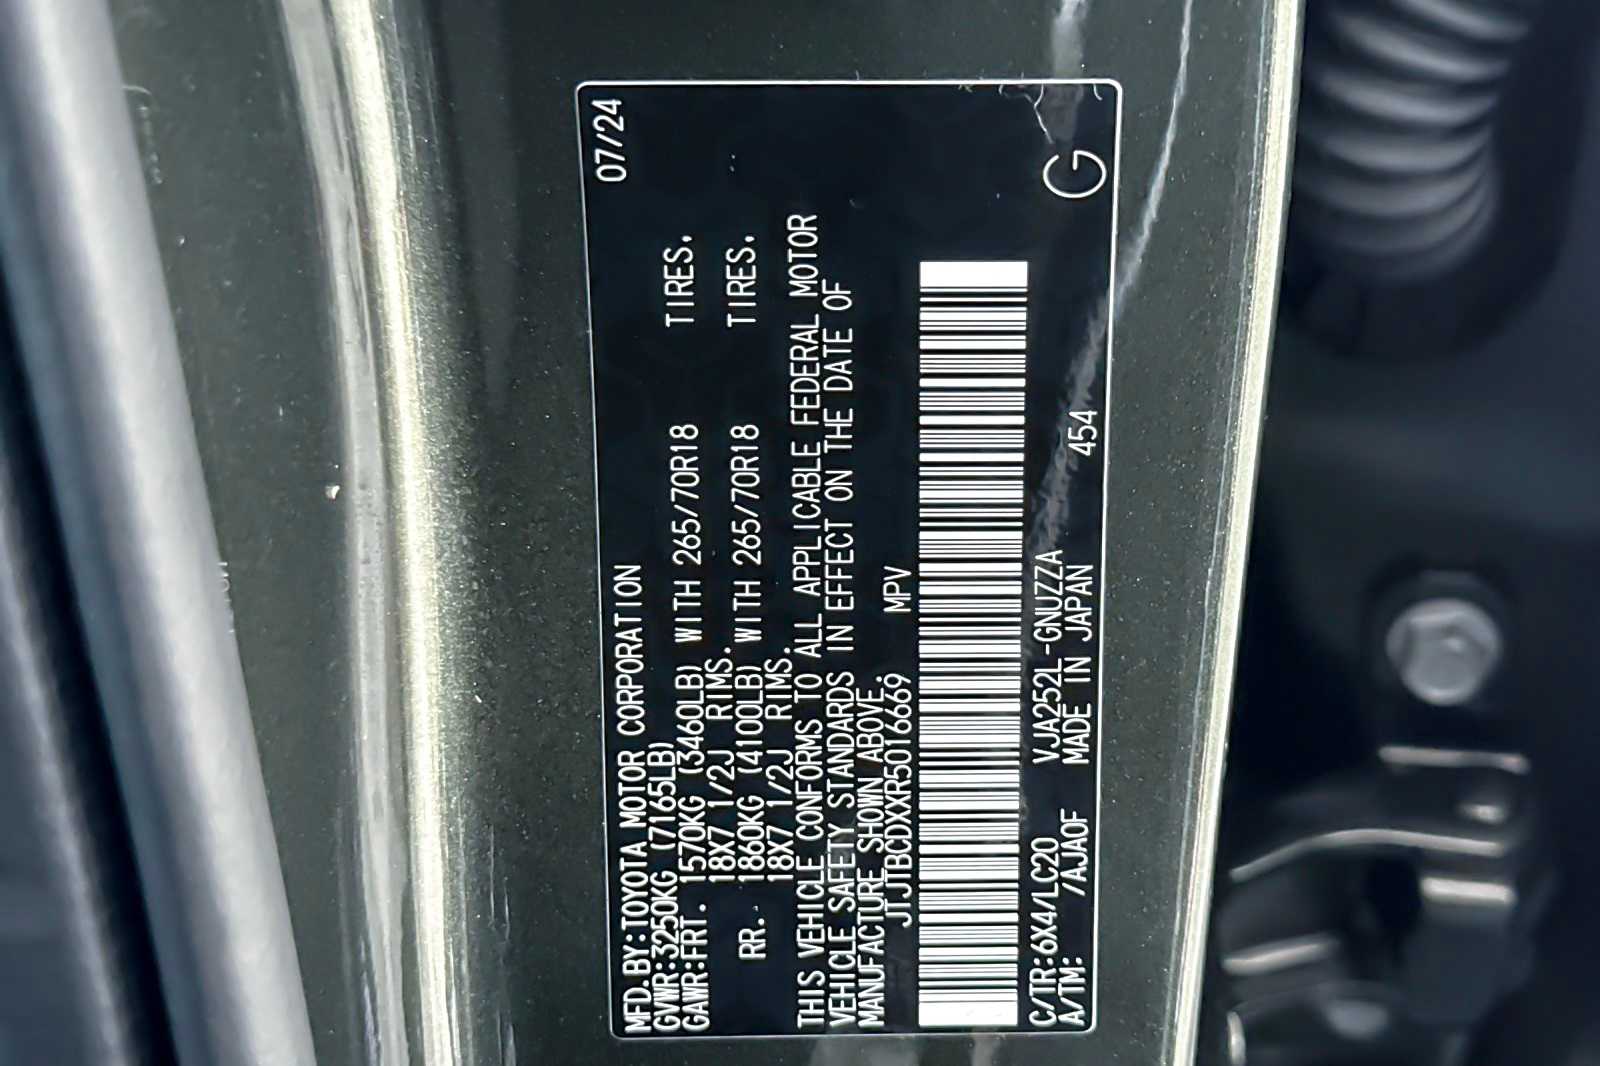 MFD.BY:TOYOTA MOTOR CORPORATION 07/24
GVWR:3250KG (7165LB)
GAWR:FRT. 1570KG (3460LB) WITH 265/70R18 TIRES,
18X7 1/2J RIMS.
RR. 1860KG (4100LB) WITH 265/70R18 TIRES,
18X7 1/2J RIMS.
THIS VEHICLE CONFORMS TO ALL APPLICABLE FEDERAL MOTOR
VEHICLE SAFETY STANDARDS IN EFFECT ON THE DATE OF
MANUFACTURE SHOWN ABOVE.
JTJTBCDXXR5016669 MPV
C/TR:6X4/LC20 VJA252L-GNUZZA G
A/TM: /AJA0F MADE IN JAPAN 454